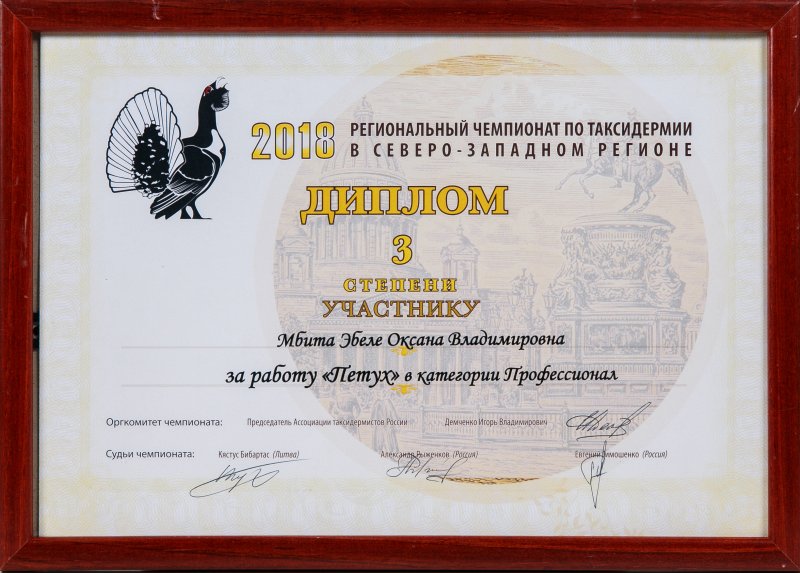 2018 РЕГИОНАЛЬНЫЙ ЧЕМПИОНАТ ПО ТАКСИДЕРМИИ
В СЕВЕРО-ЗАПАДНОМ РЕГИОНЕ
ДИПЛОМ
3
СТЕПЕНИ
УЧАСТНИКУ
Мбита Эбеле Оксана Владимировна
за работу «Петух» в категории Профессионал
Оргкомитет чемпионата: Председатель Ассоциации таксидермистов России Демченко Игорь Владимирович
Судьи чемпионата: Кястус Бибартас (Литва) Александр Рыженков (Россия) Евгений Тимошенко (Россия)